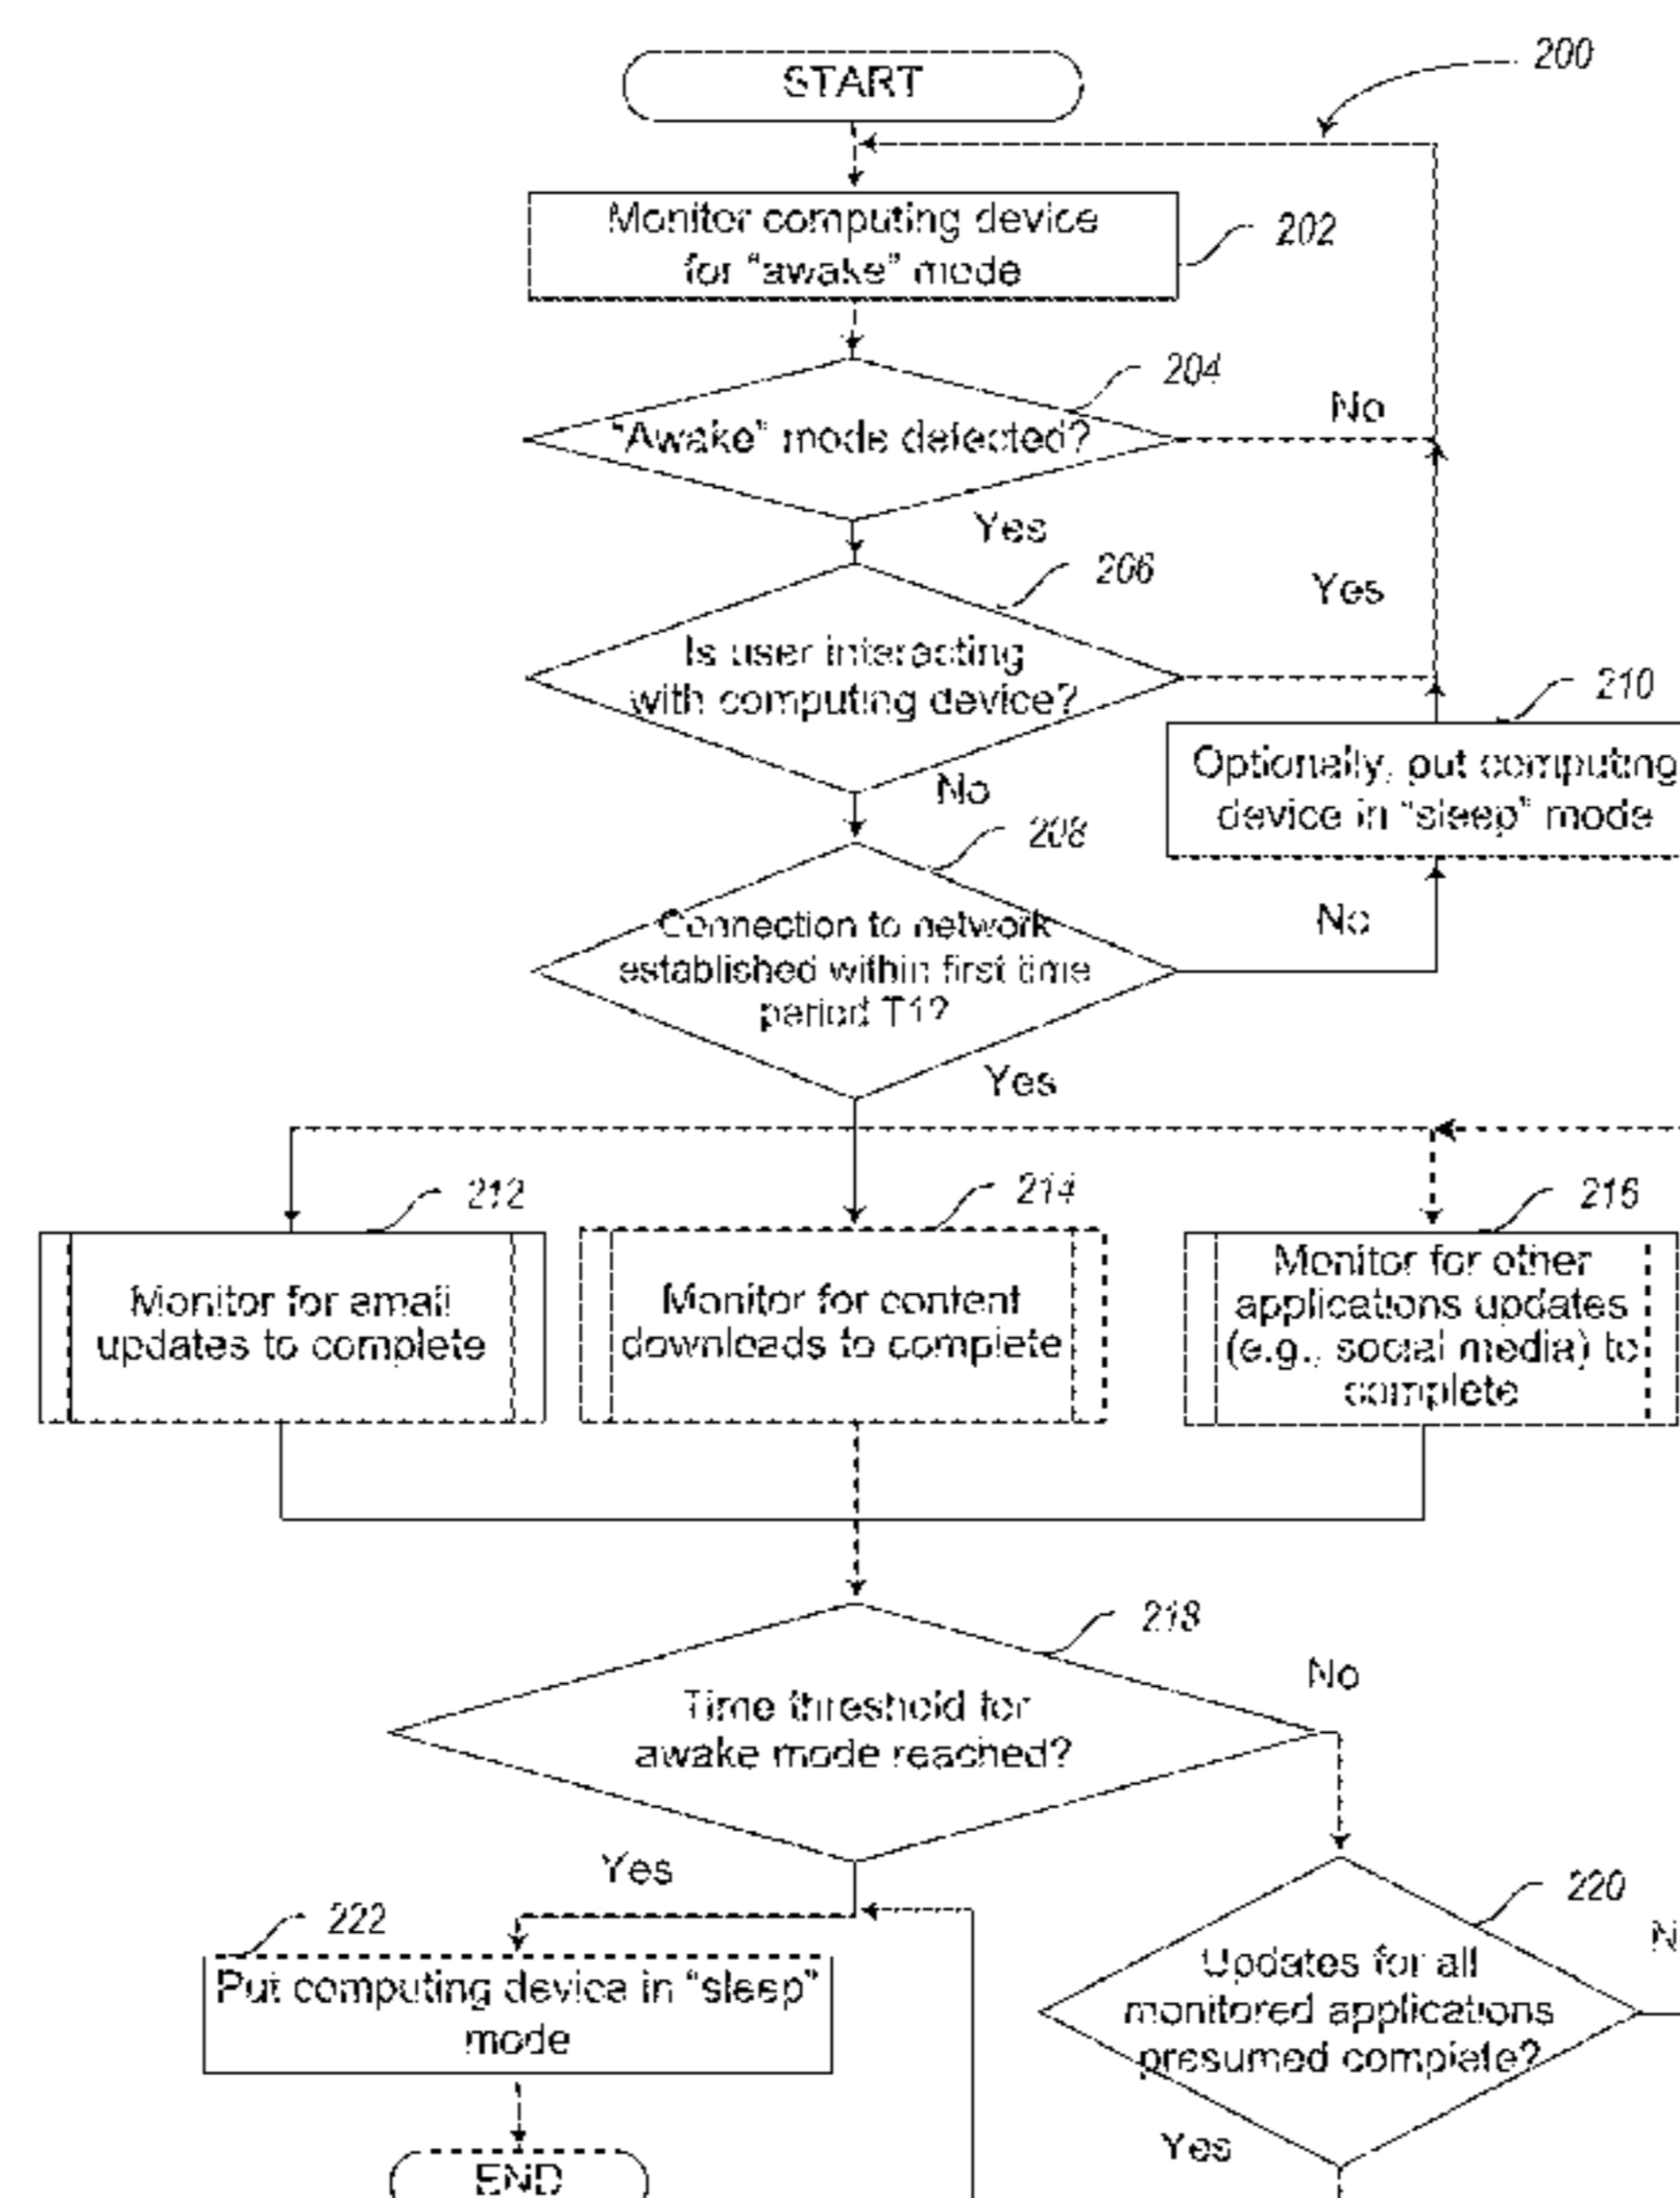 START
200
Monitor computing device
for “awake” mode
202
204
“Awake” mode detected?
No
Yes
206
Is user interacting
with computing device?
Yes
210
Optionally, put computing
device in “sleep” mode
No
208
Connection to network
established within first time
period T1?
No
Yes
212
214
216
Monitor for email
updates to complete
Monitor for content
downloads to complete
Monitor for other
applications updates
(e.g., social media) to
complete
218
Time threshold for
awake mode reached?
No
Yes
220
222
Put computing device in “sleep”
mode
Updates for all
monitored applications
presumed complete?
Yes
END